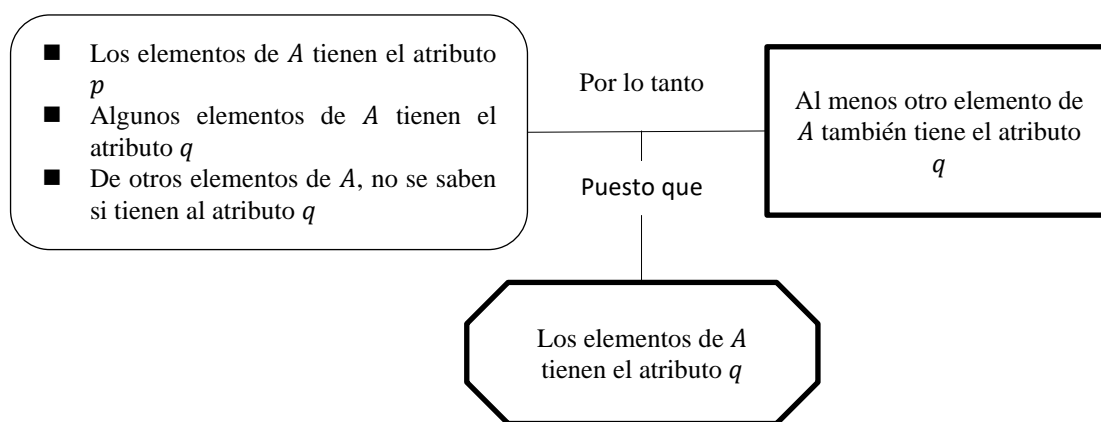 ■ Los elementos de A tienen el atributo
p
■ Algunos elementos de A tienen el
atributo q
■ De otros elementos de A, no se saben
si tienen al atributo q
Por lo tanto
Puesto que
Al menos otro elemento de
A también tiene el atributo
q
Los elementos de A
tienen el atributo q